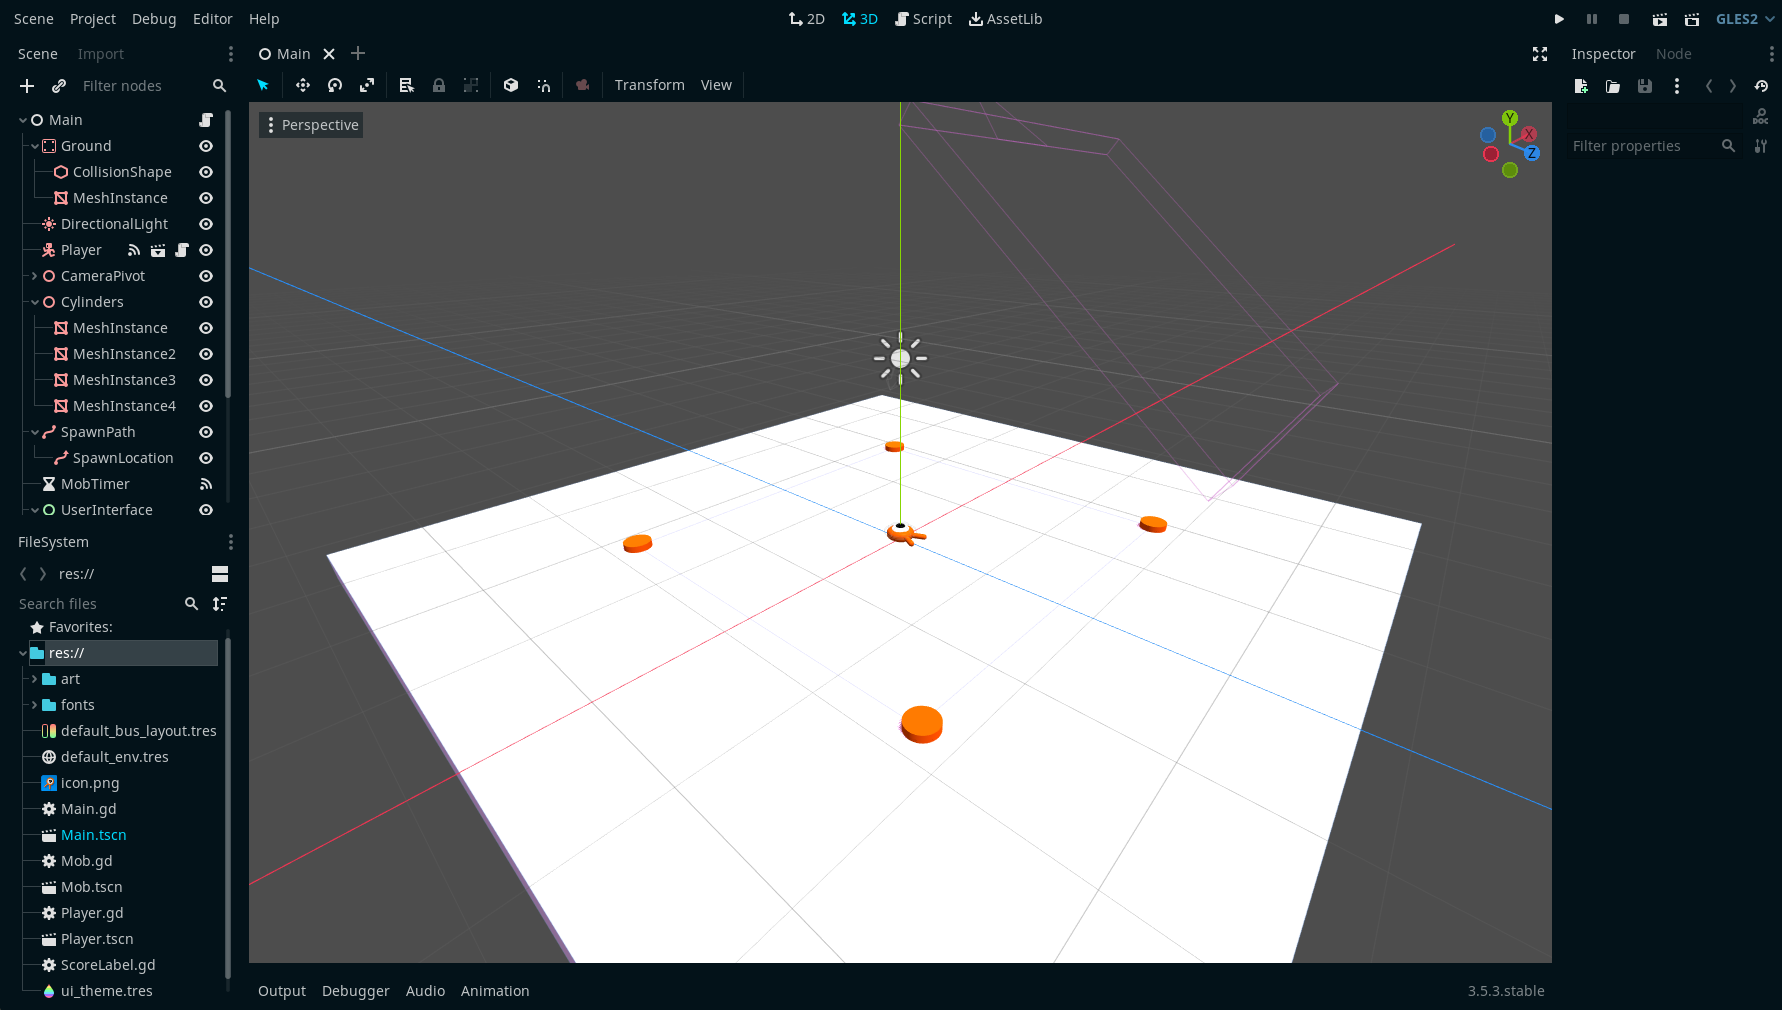 Scene Project Debug Editor Help
2D 3D Script AssetLib
GLES2
Scene Import
Filter nodes
Main
Ground
CollisionShape
MeshInstance
DirectionalLight
Player
CameraPivot
Cylinders
MeshInstance
MeshInstance2
MeshInstance3
MeshInstance4
SpawnPath
SpawnLocation
MobTimer
UserInterface
FileSystem
res://
Search files
Favorites:
res://
art
fonts
default_bus_layout.tres
default_env.tres
icon.png
Main.gd
Main.tscn
Mob.gd
Mob.tscn
Player.gd
Player.tscn
ScoreLabel.gd
ui_theme.tres
Main
Transform View
Perspective
Y
X
Z
Output Debugger Audio Animation
3.5.3.stable
Inspector Node
DOC
Filter properties